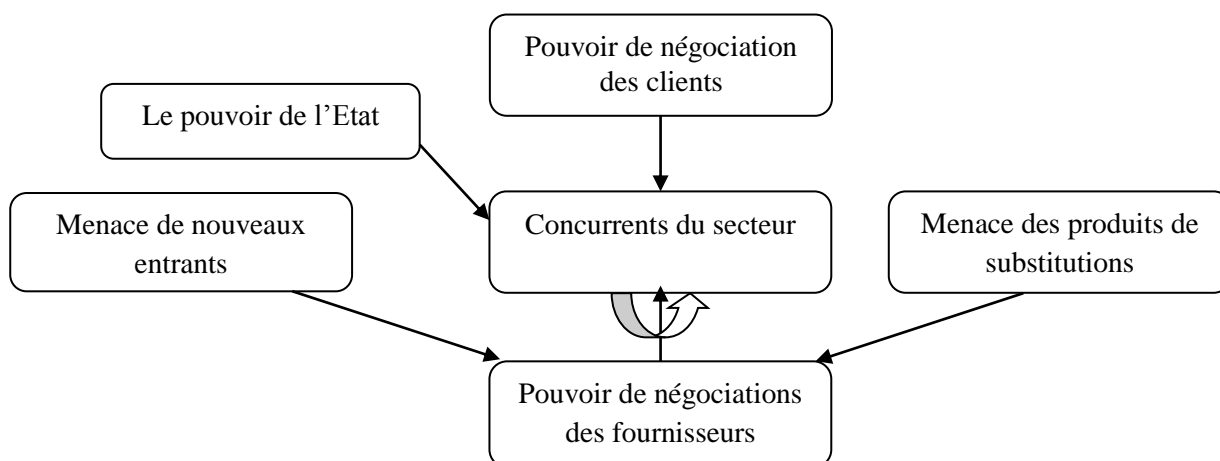 Pouvoir de négociation
des clients
Le pouvoir de l’Etat
Menace de nouveaux
entrants
Concurrents du secteur
Menace des produits de
substitutions
Pouvoir de négociations
des fournisseurs